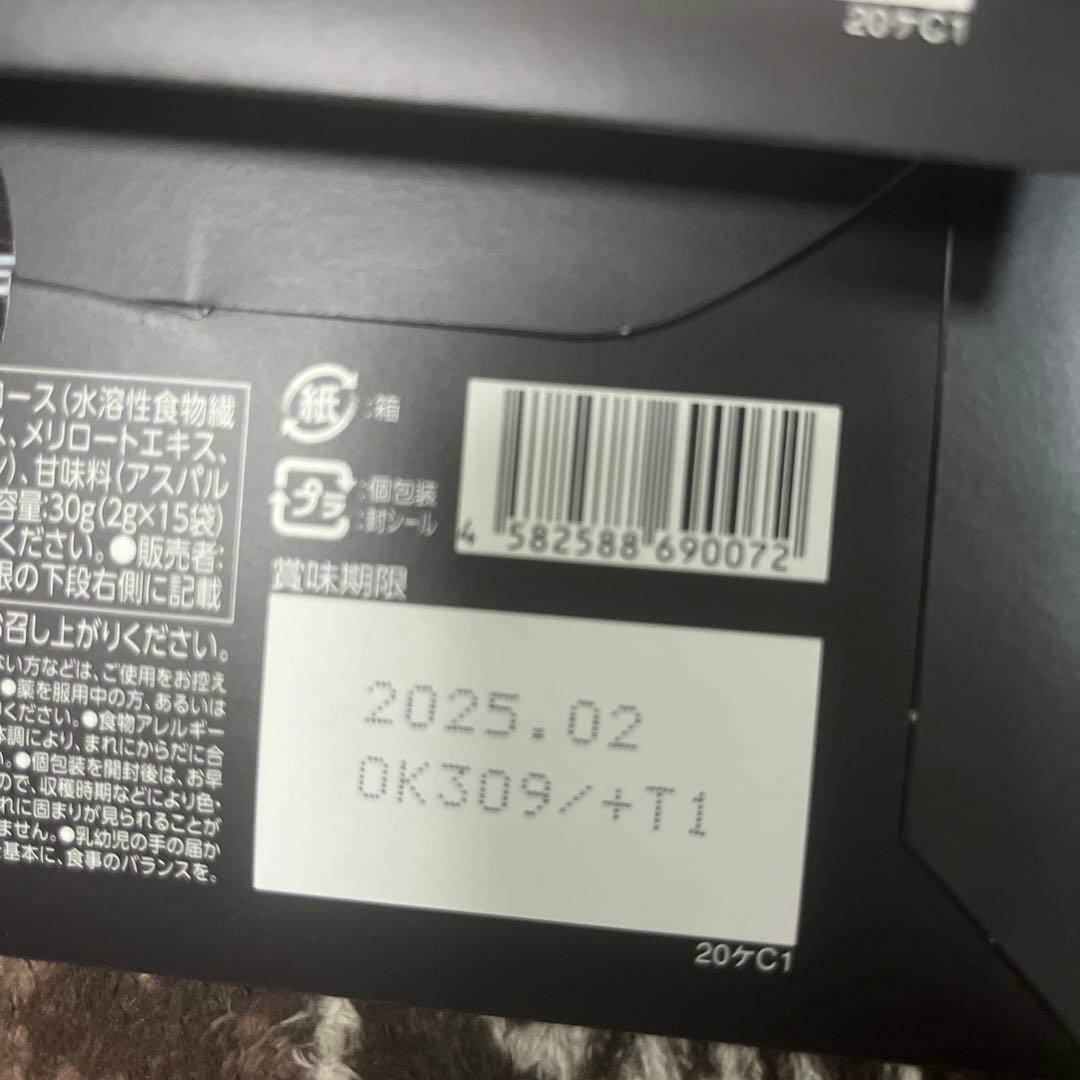 20ケC1
ロース(水溶性食物繊
ス、メリロートエキス、
ン)、甘味料(アスパル
容量:30g(2g×15袋)
ください。●販売者:
限の下段右側に記載
お召し上がりください。
ない方などは、ご使用をお控え
●薬を服用中の方、あるいは
ください。●食物アレルギー
体調により、まれにからだに合
い。●個包装を開封後は、お早
ので、収穫時期などにより色・
れに固まりが見られることが
ません。●乳幼児の手の届か
を基本に、食事のバランスを。
紙:箱
プラ:個包装
:封シール
4 582588 690072
賞味期限
2025.02
OK309/+T1
20ケC1